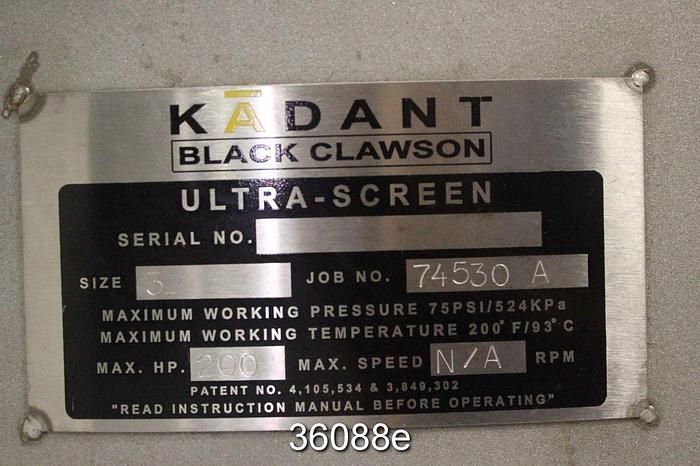 KADANT
BLACK CLAWSON
ULTRA-SCREEN
SERIAL NO.
SIZE 3 JOB NO. 74530 A
MAXIMUM WORKING PRESSURE 75PSI/524KPa
MAXIMUM WORKING TEMPERATURE 200° F/93° C
MAX. HP. 200 MAX. SPEED N/A RPM
PATENT NO. 4,105,534 & 3,849,302
"READ INSTRUCTION MANUAL BEFORE OPERATING"
36088e